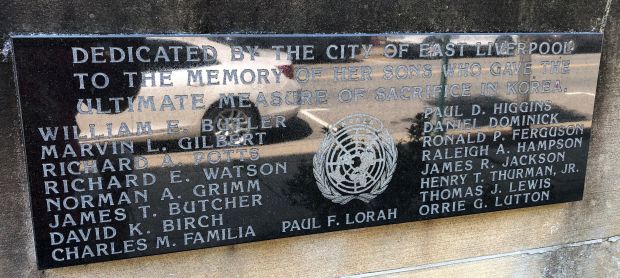 DEDICATED BY THE CITY OF EAST LIVERPOOL
TO THE MEMORY OF HER SONS WHO GAVE THE
ULTIMATE MEASURE OF SACRIFICE IN KOREA.
WILLIAM E.
MARVIN L. GILBERT
RICHARD A. POTTS
RICHARD E. WATSON
NORMAN A. GRIMM
JAMES T. BUTCHER
DAVID K. BIRCH
CHARLES M. FAMILIA
PAUL F. LORAH
PAUL D. HIGGINS
DANIEL DOMINICK
RONALD P. FERGUSON
RALEIGH A. HAMPSON
JAMES R. JACKSON
HENRY T. THURMAN, JR.
THOMAS J. LEWIS
ORRIE G. LUTTON